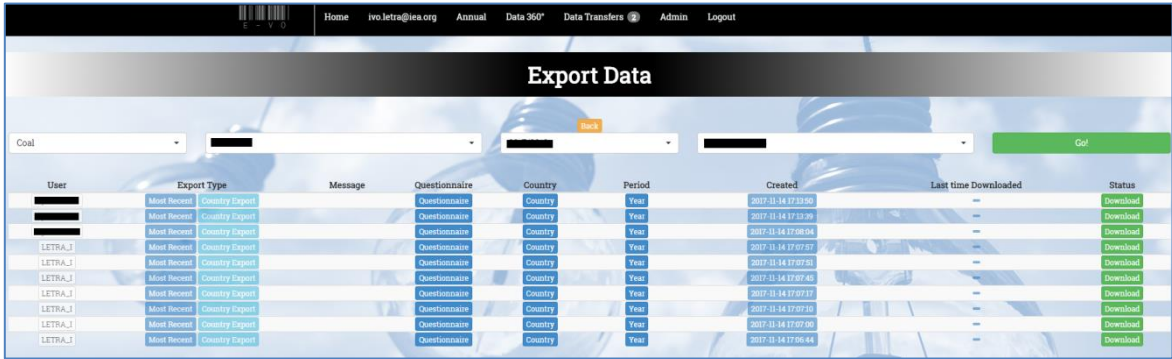 E - V O
Home ivo.letra@iea.org Annual Data 360° Data Transfers 2 Admin Logout
Export Data
Back
Coal Go!
User Export Type Message Questionnaire Country Period Created Last time Downloaded Status
Most Recent Country Export Questionnaire Country Year 2017-11-14 17:13:50 Download
Most Recent Country Export Questionnaire Country Year 2017-11-14 17:13:39 Download
Most Recent Country Export Questionnaire Country Year 2017-11-14 17:08:04 Download
LETRA_I Most Recent Country Export Questionnaire Country Year 2017-11-14 17:07:57 Download
LETRA_I Most Recent Country Export Questionnaire Country Year 2017-11-14 17:07:51 Download
LETRA_I Most Recent Country Export Questionnaire Country Year 2017-11-14 17:07:45 Download
LETRA_I Most Recent Country Export Questionnaire Country Year 2017-11-14 17:07:17 Download
LETRA_I Most Recent Country Export Questionnaire Country Year 2017-11-14 17:07:10 Download
LETRA_I Most Recent Country Export Questionnaire Country Year 2017-11-14 17:07:00 Download
LETRA_I Most Recent Country Export Questionnaire Country Year 2017-11-14 17:06:44 Download